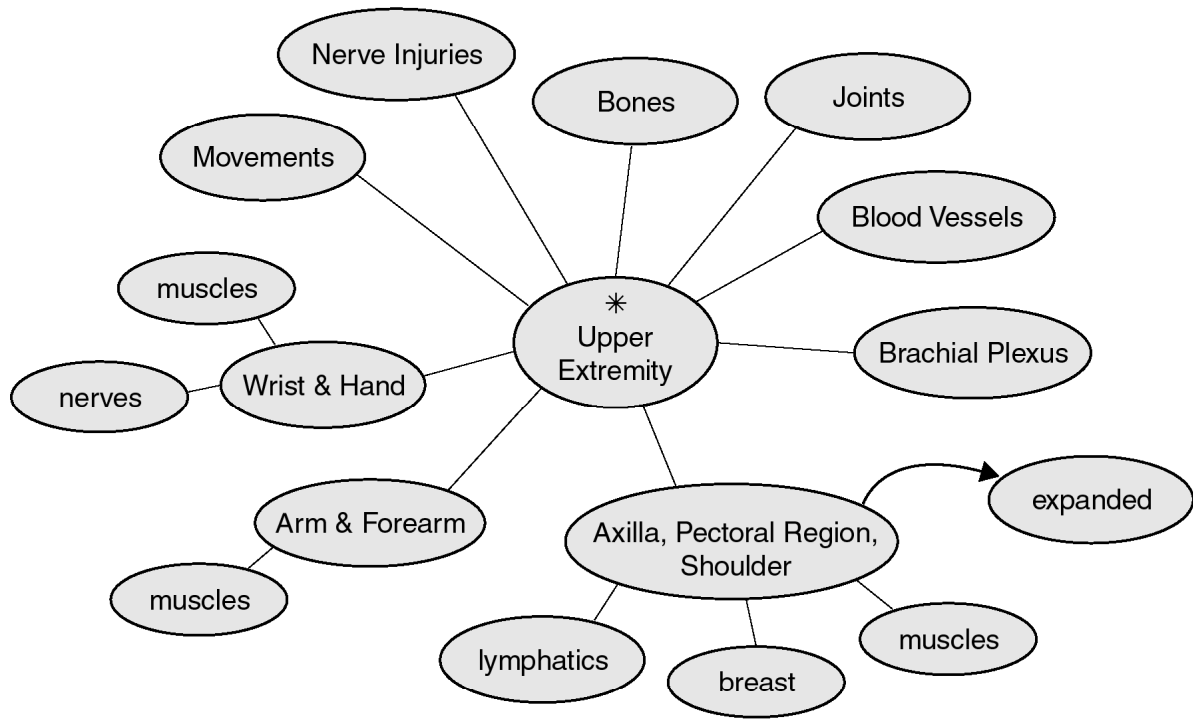 Nerve Injuries
Bones
Joints
Movements
Blood Vessels
muscles
✳
Upper
Extremity
Brachial Plexus
Wrist & Hand
nerves
Arm & Forearm
Axilla, Pectoral Region,
Shoulder
expanded
muscles
lymphatics
breast
muscles